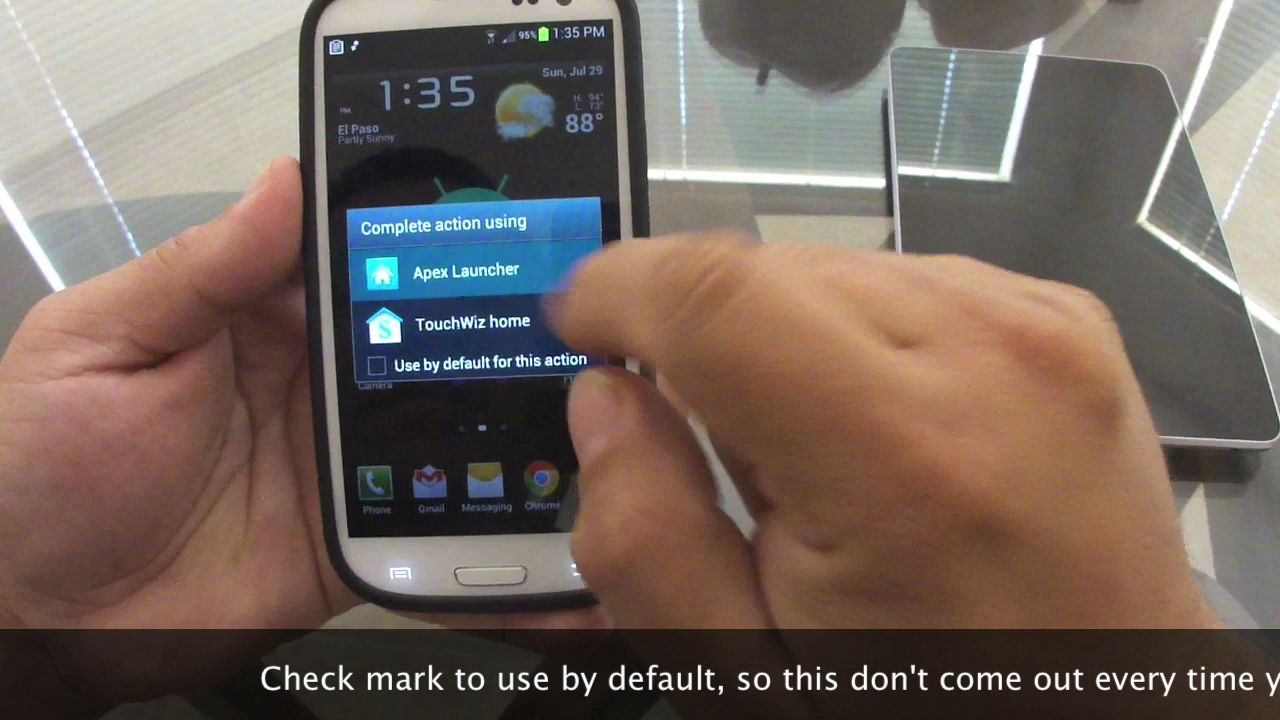 95% 1:35 PM
Sun, Jul 29
1:35
PM
H: 94°
L: 73°
El Paso
Partly Sunny
88°
Complete action using
Apex Launcher
TouchWiz home
Use by default for this action
Camera
Phone Gmail Messaging Chrome
Check mark to use by default, so this don't come out every time y